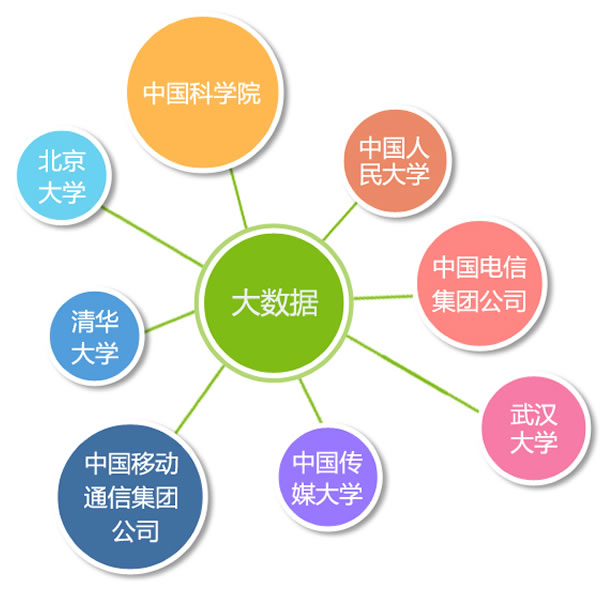 中国科学院
中国人
民大学
北京
大学
中国电信
集团公司
大数据
清华
大学
武汉
大学
中国移动
通信集团
公司
中国传
媒大学